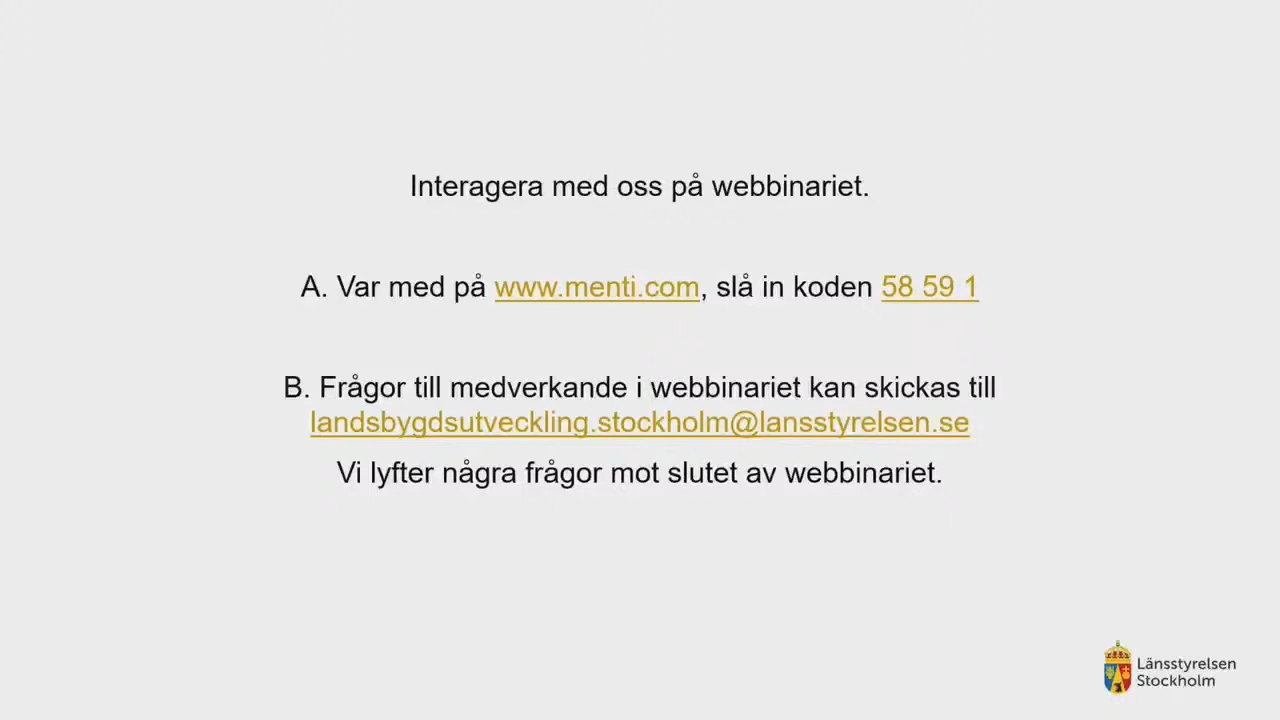 Interagera med oss på webbinariet.
A. Var med på www.menti.com, slå in koden 58 59 1
B. Frågor till medverkande i webbinariet kan skickas till
landsbygdsutveckling.stockholm@lansstyrelsen.se
Vi lyfter några frågor mot slutet av webbinariet.
Länsstyrelsen
Stockholm